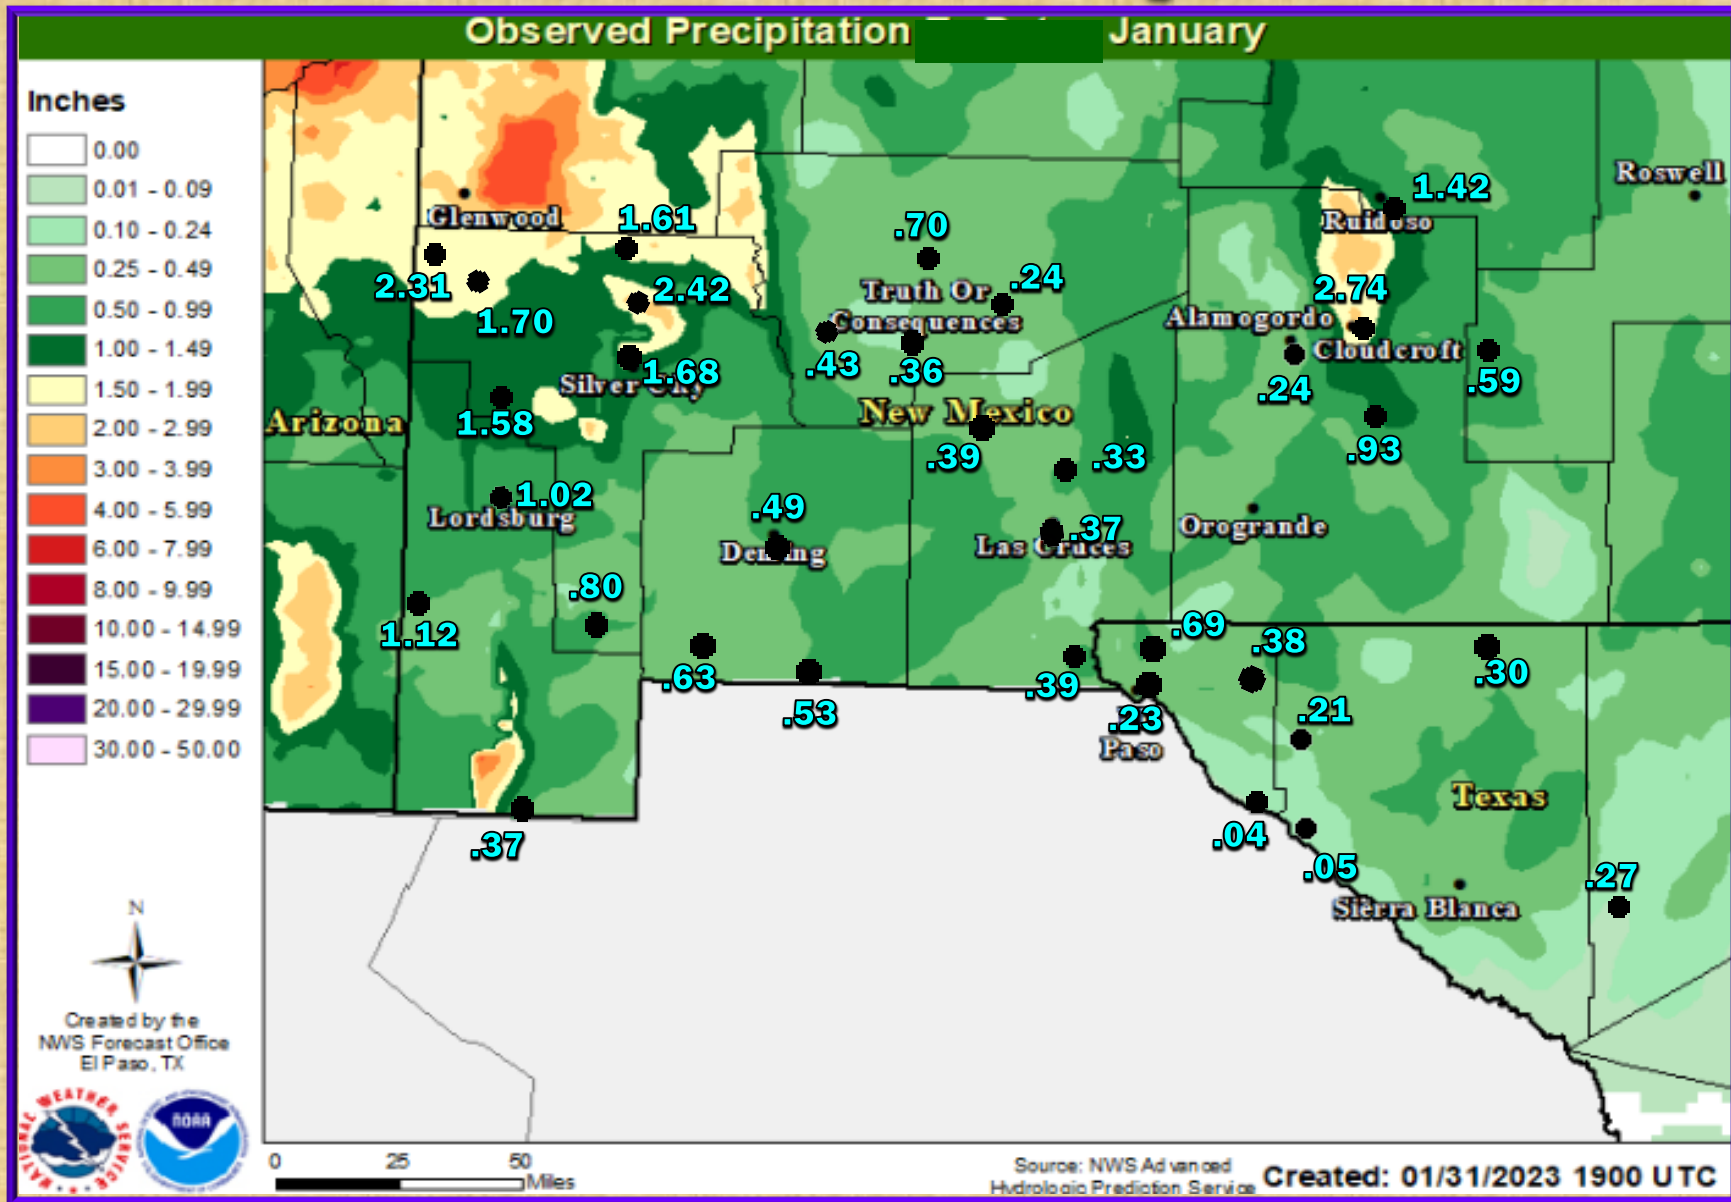 Observed Precipitation
January
Inches
0.00
0.01 - 0.09
0.10 - 0.24
0.25 - 0.49
0.50 - 0.99
1.00 - 1.49
1.50 - 1.99
2.00 - 2.99
3.00 - 3.99
4.00 - 5.99
6.00 - 7.99
8.00 - 9.99
10.00 - 14.99
15.00 - 19.99
20.00 - 29.99
30.00 - 50.00
Roswell
1.42
Ruidoso
Glenwood
1.61
.70
2.31
2.42
Truth Or
Consequences
.24
2.74
1.70
Alamogordo
Cloudcroft
.43
.36
1.68
Silver City
.24
.59
Arizona
1.58
New Mexico
.39
.33
.93
1.02
Lordsburg
.49
Deming
.37
Las Cruces
Orogrande
.80
1.12
.69
.38
.63
.39
.30
.53
.23
.21
Paso
Texas
.37
.04
.05
.27
Sierra Blanca
N
Created by the
NWS Forecast Office
El Paso, TX
NATIONAL WEATHER SERVICE
NOAA
0 25 50
Miles
Source: NWS Advanced
Hydrologic Prediction Service
Created: 01/31/2023 1900 UTC